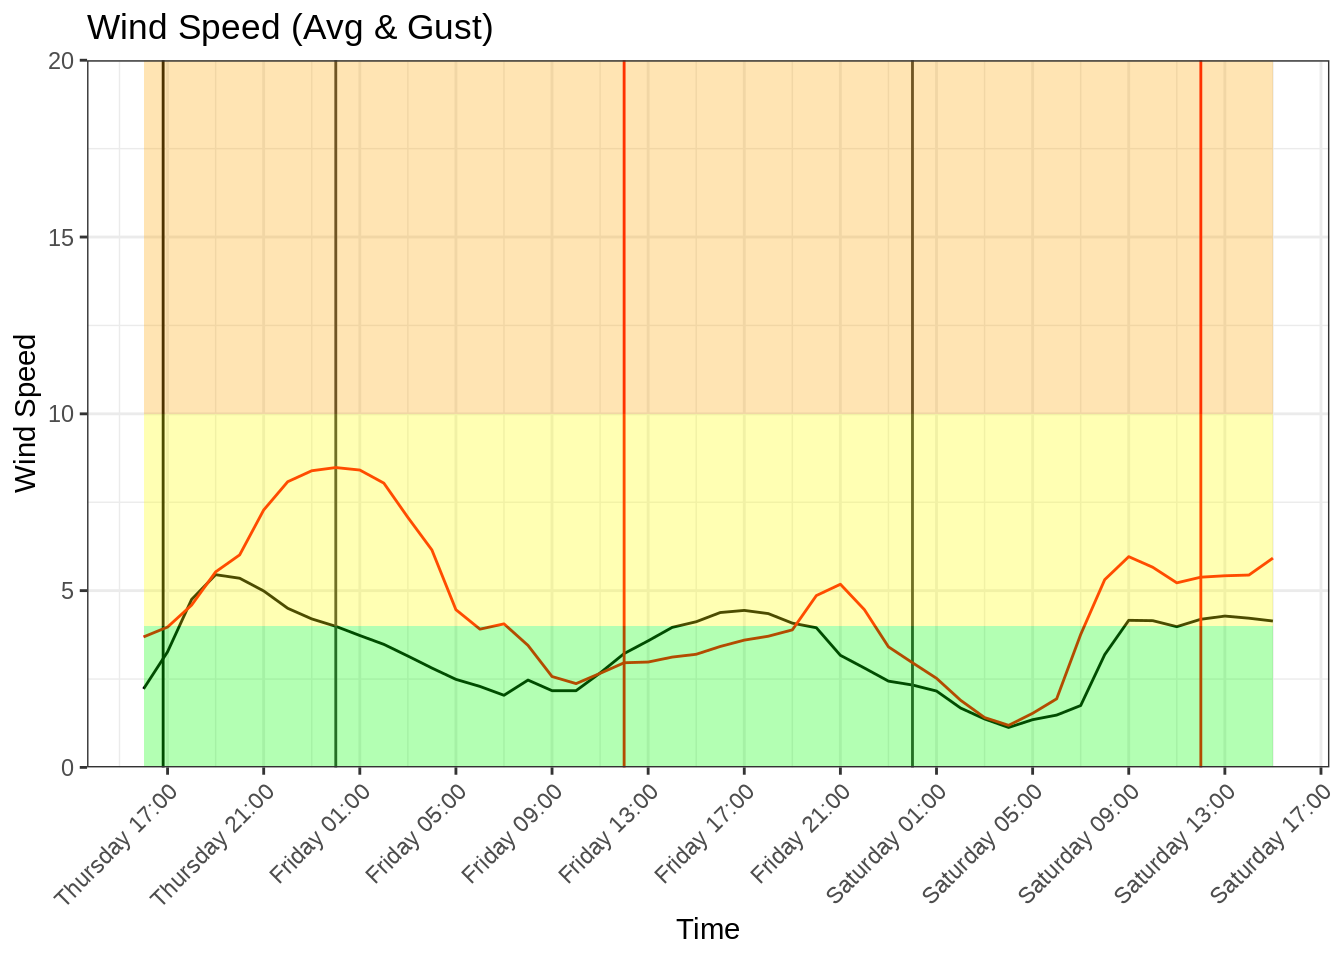 Wind Speed (Avg & Gust)
20
15
10
5
0
Wind Speed
Thursday 17:00
Thursday 21:00
Friday 01:00
Friday 05:00
Friday 09:00
Friday 13:00
Friday 17:00
Friday 21:00
Saturday 01:00
Saturday 05:00
Saturday 09:00
Saturday 13:00
Saturday 17:00
Time